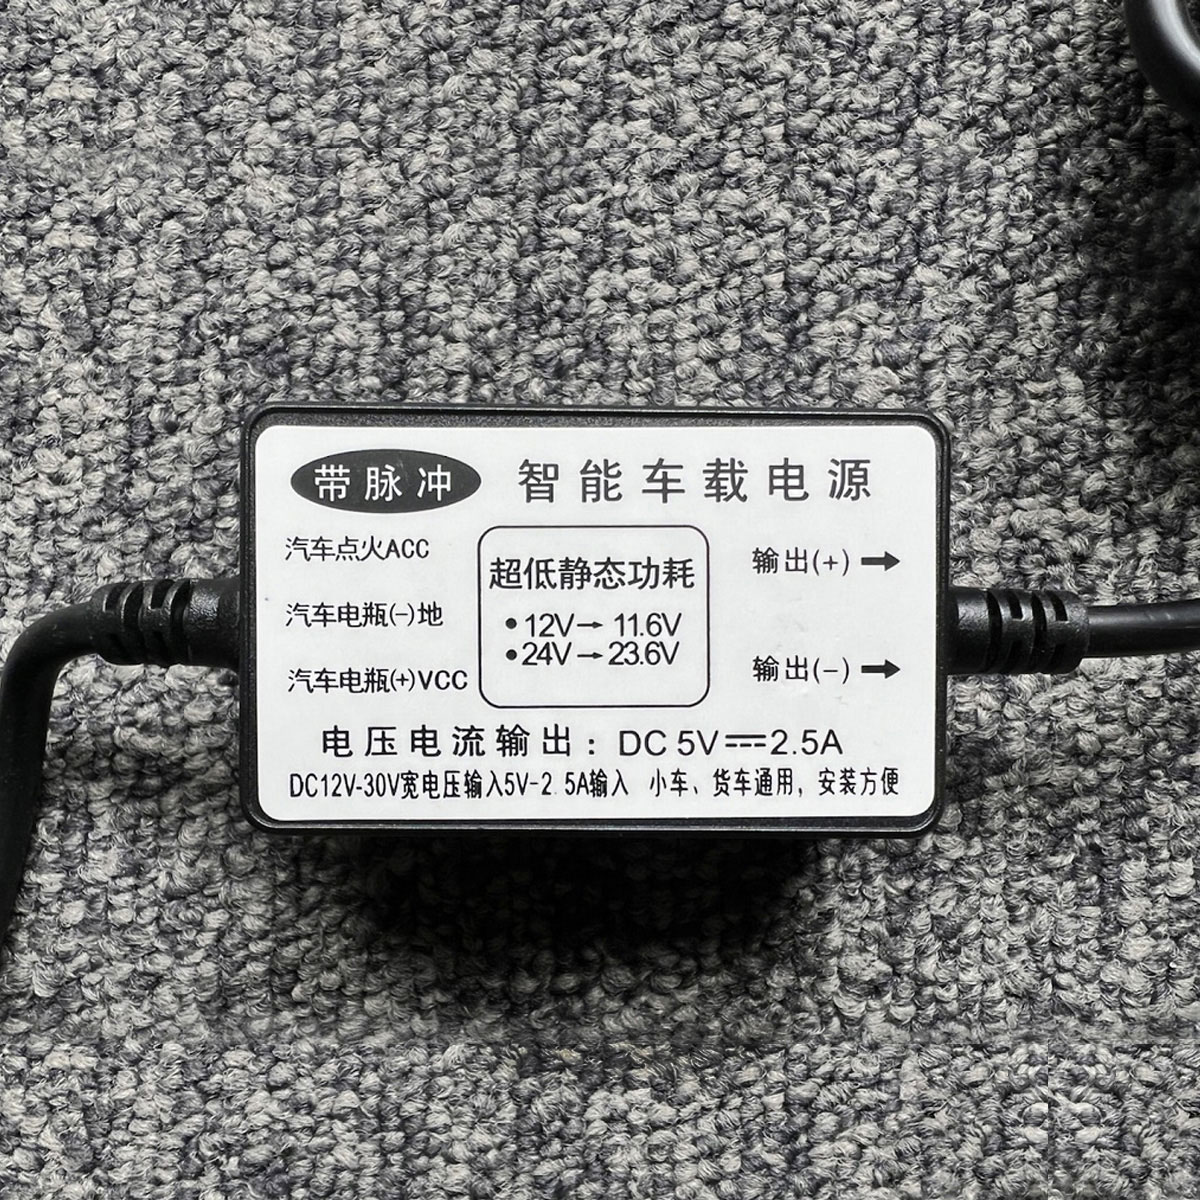 带脉冲 智能车载电源
汽车点火ACC
汽车电瓶(-)地
汽车电瓶(+)VCC
超低静态功耗
•12V→11.6V
•24V→23.6V
输出(+)→
输出(-)→
电压电流输出：DC 5V⎓2.5A
DC12V-30V宽电压输入5V-2.5A输入 小车、货车通用，安装方便